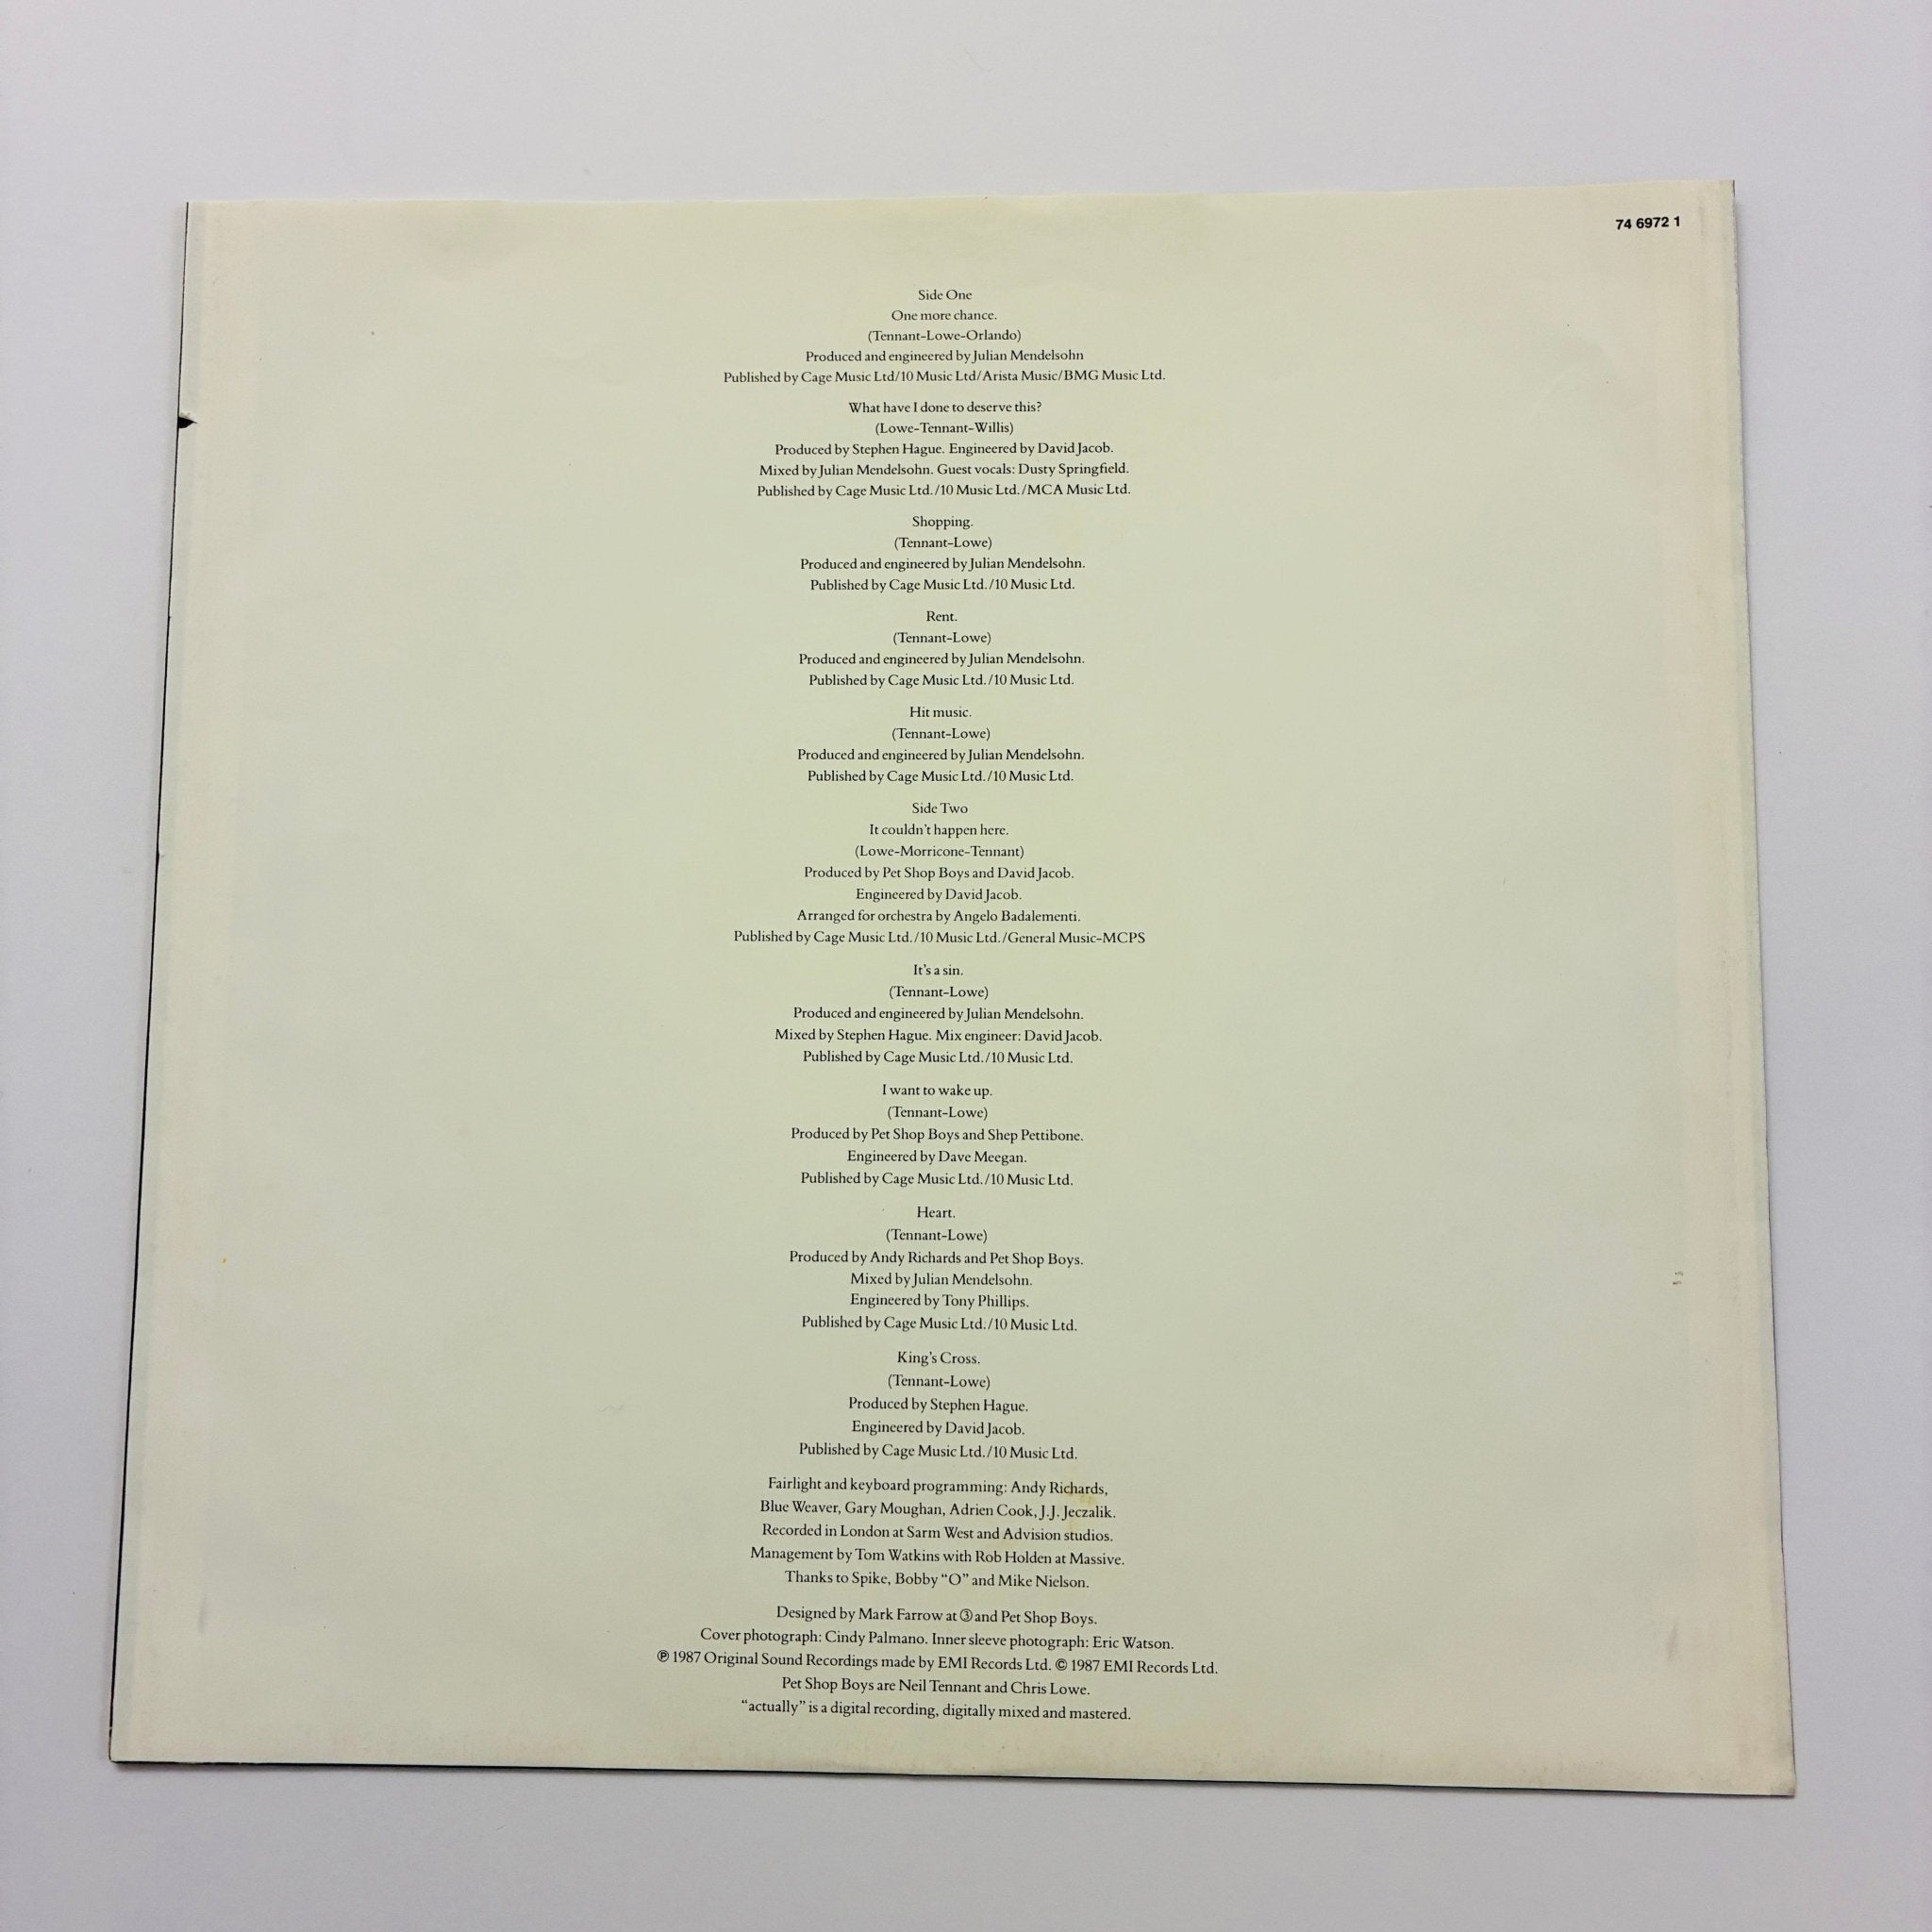 74 6972 1
Side One
One more chance.
(Tennant-Lowe-Orlando)
Produced and engineered by Julian Mendelsohn
Published by Cage Music Ltd/10 Music Ltd/Arista Music/BMG Music Ltd.
What have I done to deserve this?
(Lowe-Tennant-Willis)
Produced by Stephen Hague. Engineered by David Jacob.
Mixed by Julian Mendelsohn. Guest vocals: Dusty Springfield.
Published by Cage Music Ltd./10 Music Ltd./MCA Music Ltd.
Shopping.
(Tennant-Lowe)
Produced and engineered by Julian Mendelsohn.
Published by Cage Music Ltd./10 Music Ltd.
Rent.
(Tennant-Lowe)
Produced and engineered by Julian Mendelsohn.
Published by Cage Music Ltd./10 Music Ltd.
Hit music.
(Tennant-Lowe)
Produced and engineered by Julian Mendelsohn.
Published by Cage Music Ltd./10 Music Ltd.
Side Two
It couldn't happen here.
(Lowe-Morricone-Tennant)
Produced by Pet Shop Boys and David Jacob.
Engineered by David Jacob.
Arranged for orchestra by Angelo Badalementi.
Published by Cage Music Ltd./10 Music Ltd./General Music-MCPS
It's a sin.
(Tennant-Lowe)
Produced and engineered by Julian Mendelsohn.
Mixed by Stephen Hague. Mix engineer: David Jacob.
Published by Cage Music Ltd./10 Music Ltd.
I want to wake up.
(Tennant-Lowe)
Produced by Pet Shop Boys and Shep Pettibone.
Engineered by Dave Meegan.
Published by Cage Music Ltd./10 Music Ltd.
Heart.
(Tennant-Lowe)
Produced by Andy Richards and Pet Shop Boys.
Mixed by Julian Mendelsohn.
Engineered by Tony Phillips.
Published by Cage Music Ltd./10 Music Ltd.
King's Cross.
(Tennant-Lowe)
Produced by Stephen Hague.
Engineered by David Jacob.
Published by Cage Music Ltd./10 Music Ltd.
Fairlight and keyboard programming: Andy Richards,
Blue Weaver, Gary Moughan, Adrien Cook, J.J. Jeczalik.
Recorded in London at Sarm West and Advision studios.
Management by Tom Watkins with Rob Holden at Massive.
Thanks to Spike, Bobby "O" and Mike Nielson.
Designed by Mark Farrow at ③ and Pet Shop Boys.
Cover photograph: Cindy Palmano. Inner sleeve photograph: Eric Watson.
℗ 1987 Original Sound Recordings made by EMI Records Ltd. © 1987 EMI Records Ltd.
Pet Shop Boys are Neil Tennant and Chris Lowe.
"actually" is a digital recording, digitally mixed and mastered.